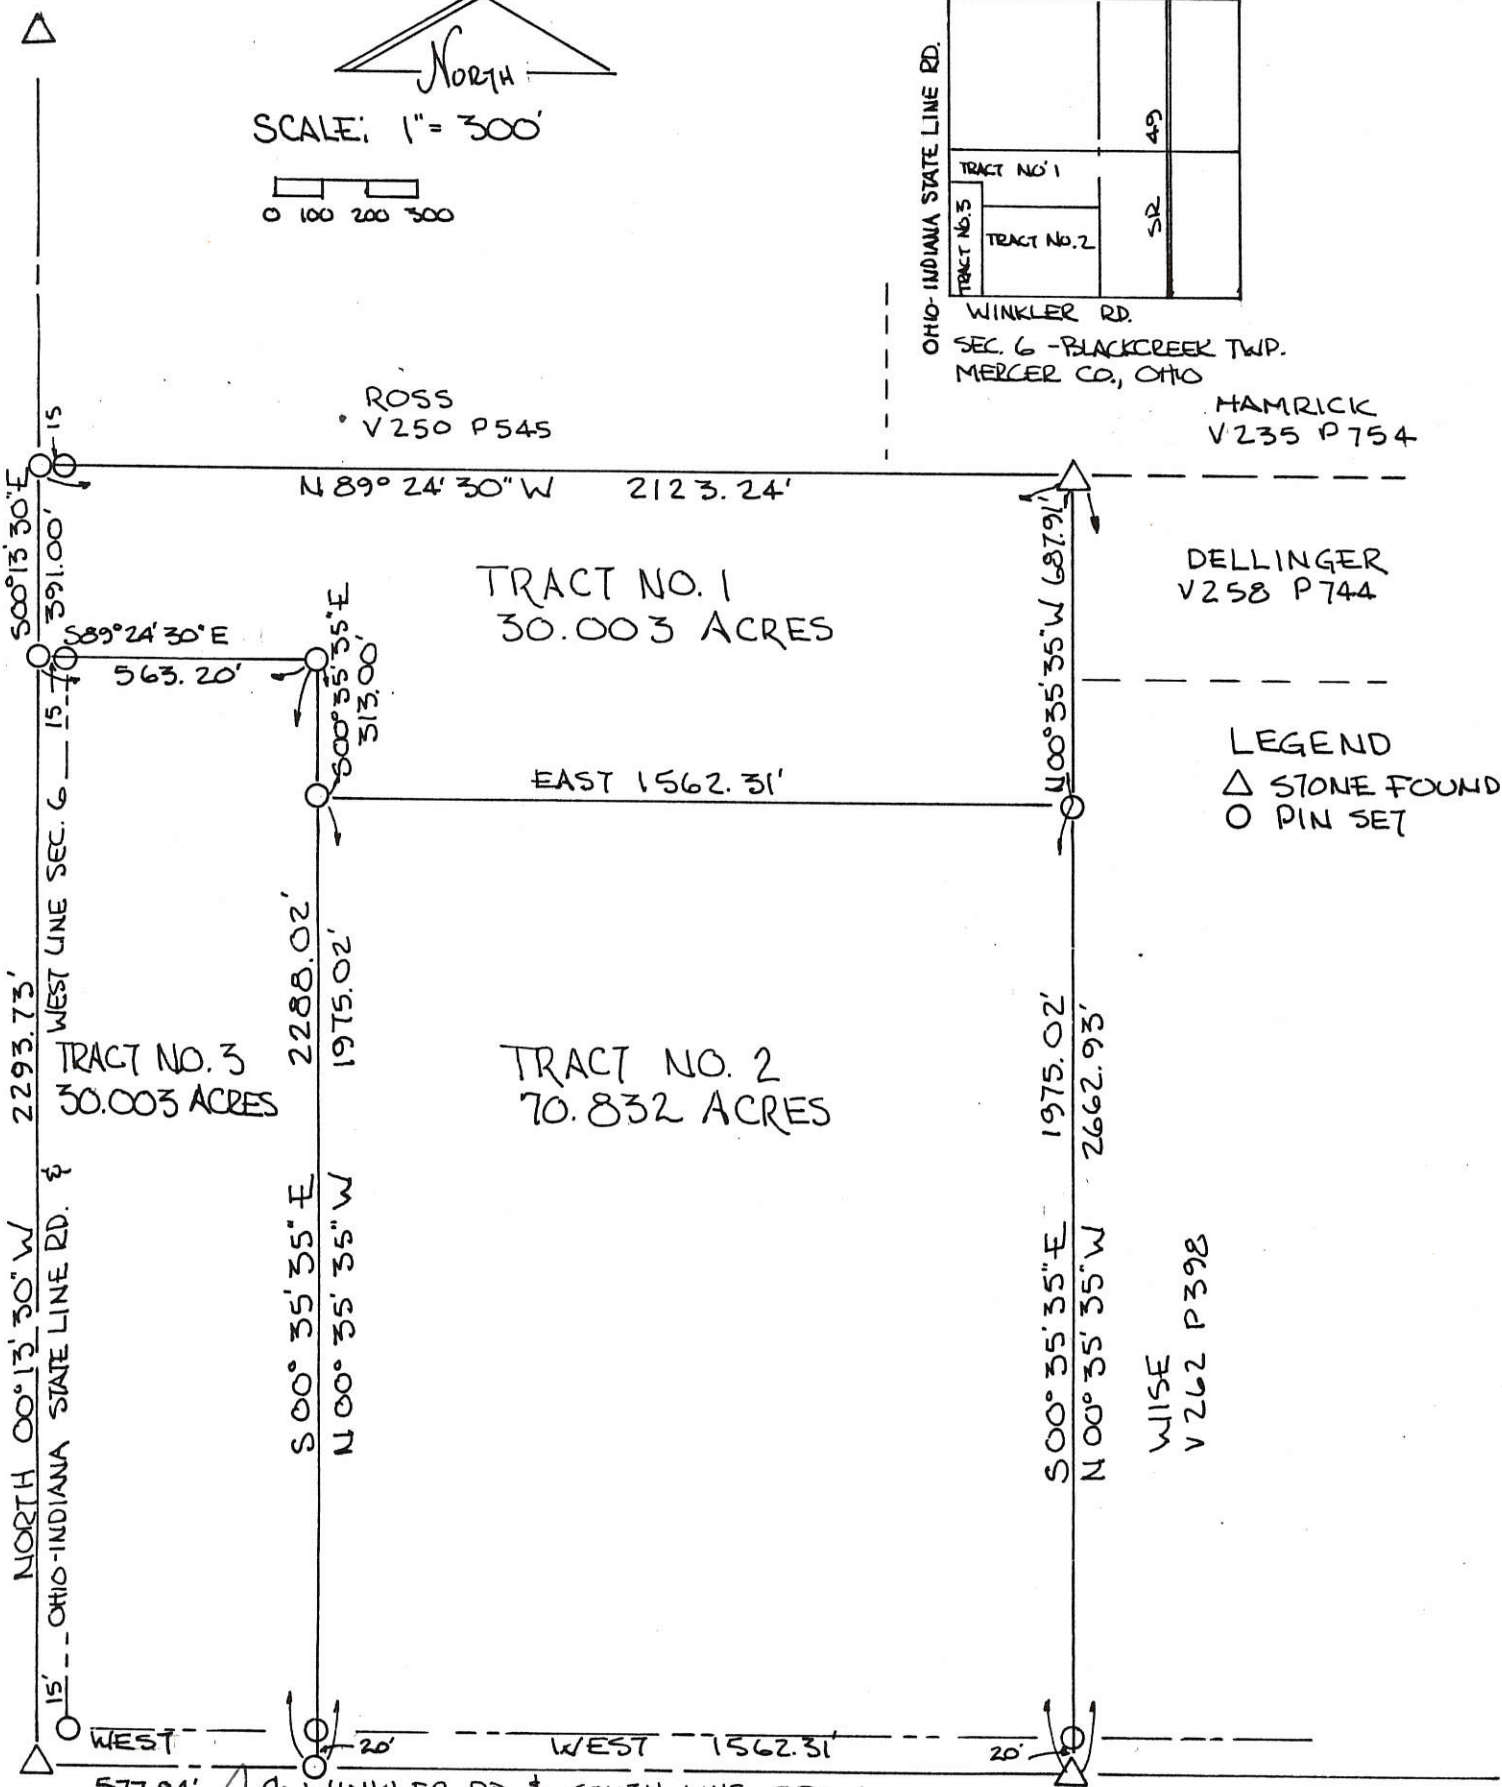 NORTH
SCALE: 1"= 300'
0 100 200 300
OHIO-INDIANA STATE LINE RD.
TRACT NO. 1
TRACT NO.3
TRACT NO.2
SR 49
WINKLER RD.
SEC. 6 -BLACKCREEK TWP.
MERCER CO., OHIO
ROSS
V250 P545
HAMRICK
V235 P754
15
N 89° 24' 30" W 2123.24'
S00°13'30"E
391.00'
S89°24'30"E
563.20'
15
S00°35'35"E
313.00'
TRACT NO. 1
30.003 ACRES
N00°35'35"W 687.91'
DELLINGER
V258 P744
EAST 1562.31'
LEGEND
△ STONE FOUND
○ PIN SET
NORTH 00°13'30"W 2293.73'
OHIO-INDIANA STATE LINE RD. & WEST LINE SEC. 6
TRACT NO. 3
30.003 ACRES
S 00° 35' 35" E 2288.02'
N 00° 35' 35" W 1975.02'
TRACT NO. 2
70.832 ACRES
S 00° 35' 35" E 1975.02'
N 00° 35' 35" W 2662.93'
WISE
V 262 P398
15'
WEST
20'
WEST 1562.31'
20'